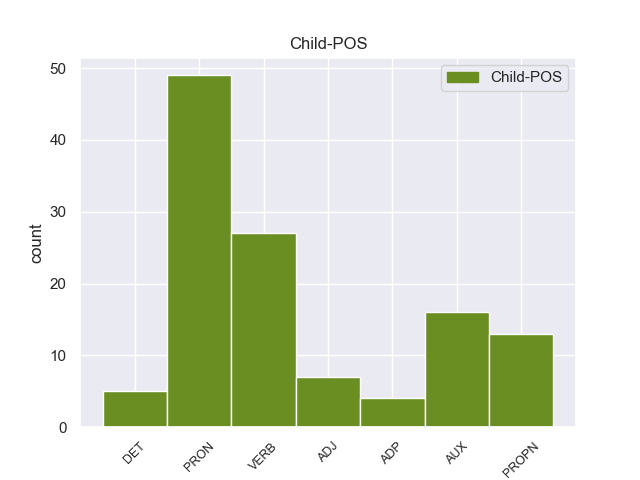 Child-POS
Child-POS
50
40
30
20
10
0
count
DET
PRON
VERB
ADJ
ADP
AUX
PROPN